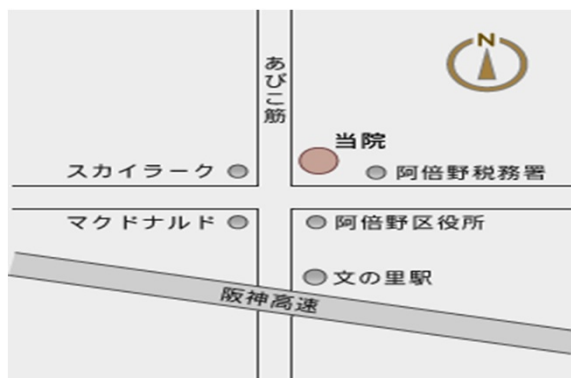 N
あびこ筋
当院
スカイラーク
阿倍野税務署
マクドナルド
阿倍野区役所
文の里駅
阪神高速